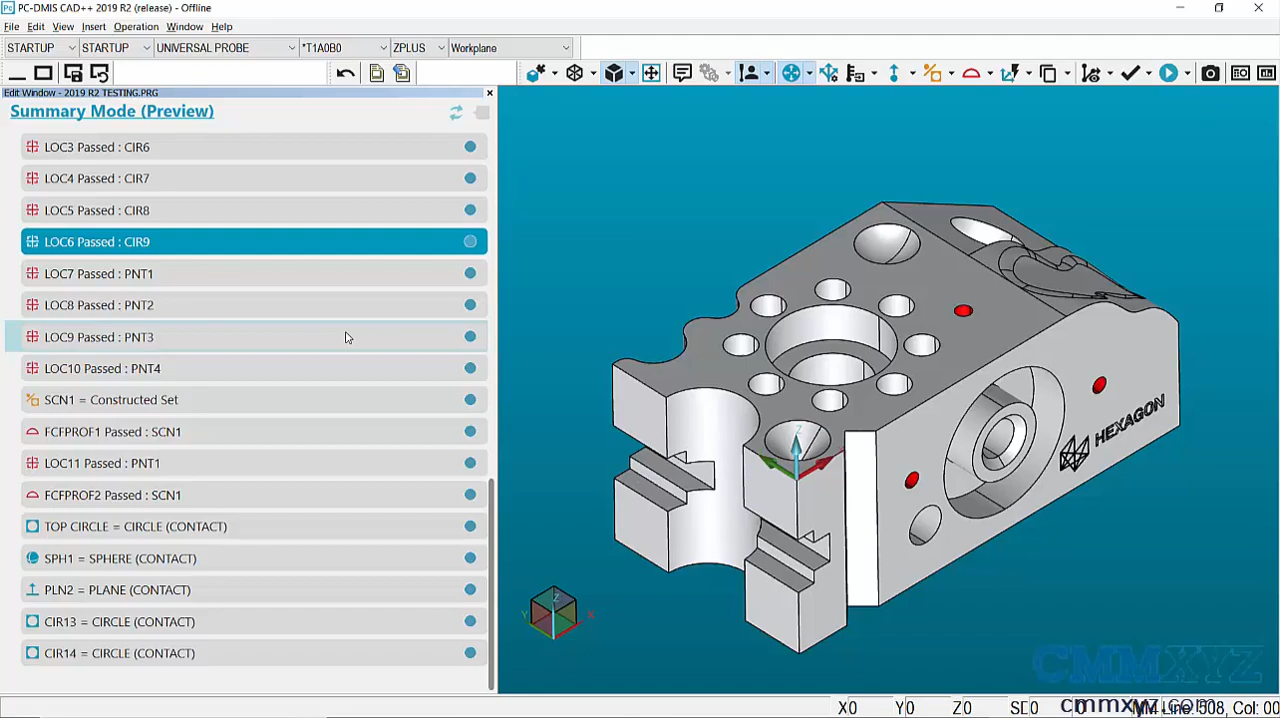 PC-DMIS CAD++ 2019 R2 (release) - Offline
File Edit View Insert Operation Window Help
STARTUP STARTUP UNIVERSAL PROBE *T1A0B0 ZPLUS Workplane
Edit Window - 2019 R2 TESTING.PRG
Summary Mode (Preview)
LOC3 Passed : CIR6
LOC4 Passed : CIR7
LOC5 Passed : CIR8
LOC6 Passed : CIR9
LOC7 Passed : PNT1
LOC8 Passed : PNT2
LOC9 Passed : PNT3
LOC10 Passed : PNT4
SCN1 = Constructed Set
FCFPROF1 Passed : SCN1
LOC11 Passed : PNT1
FCFPROF2 Passed : SCN1
TOP CIRCLE = CIRCLE (CONTACT)
SPH1 = SPHERE (CONTACT)
PLN2 = PLANE (CONTACT)
CIR13 = CIRCLE (CONTACT)
CIR14 = CIRCLE (CONTACT)
HEXAGON
Z
Z
Y
X
CMMXYZ
cmmxyz.com
X0 Y0 Z0 SD0 MM Line: 508, Col: 00